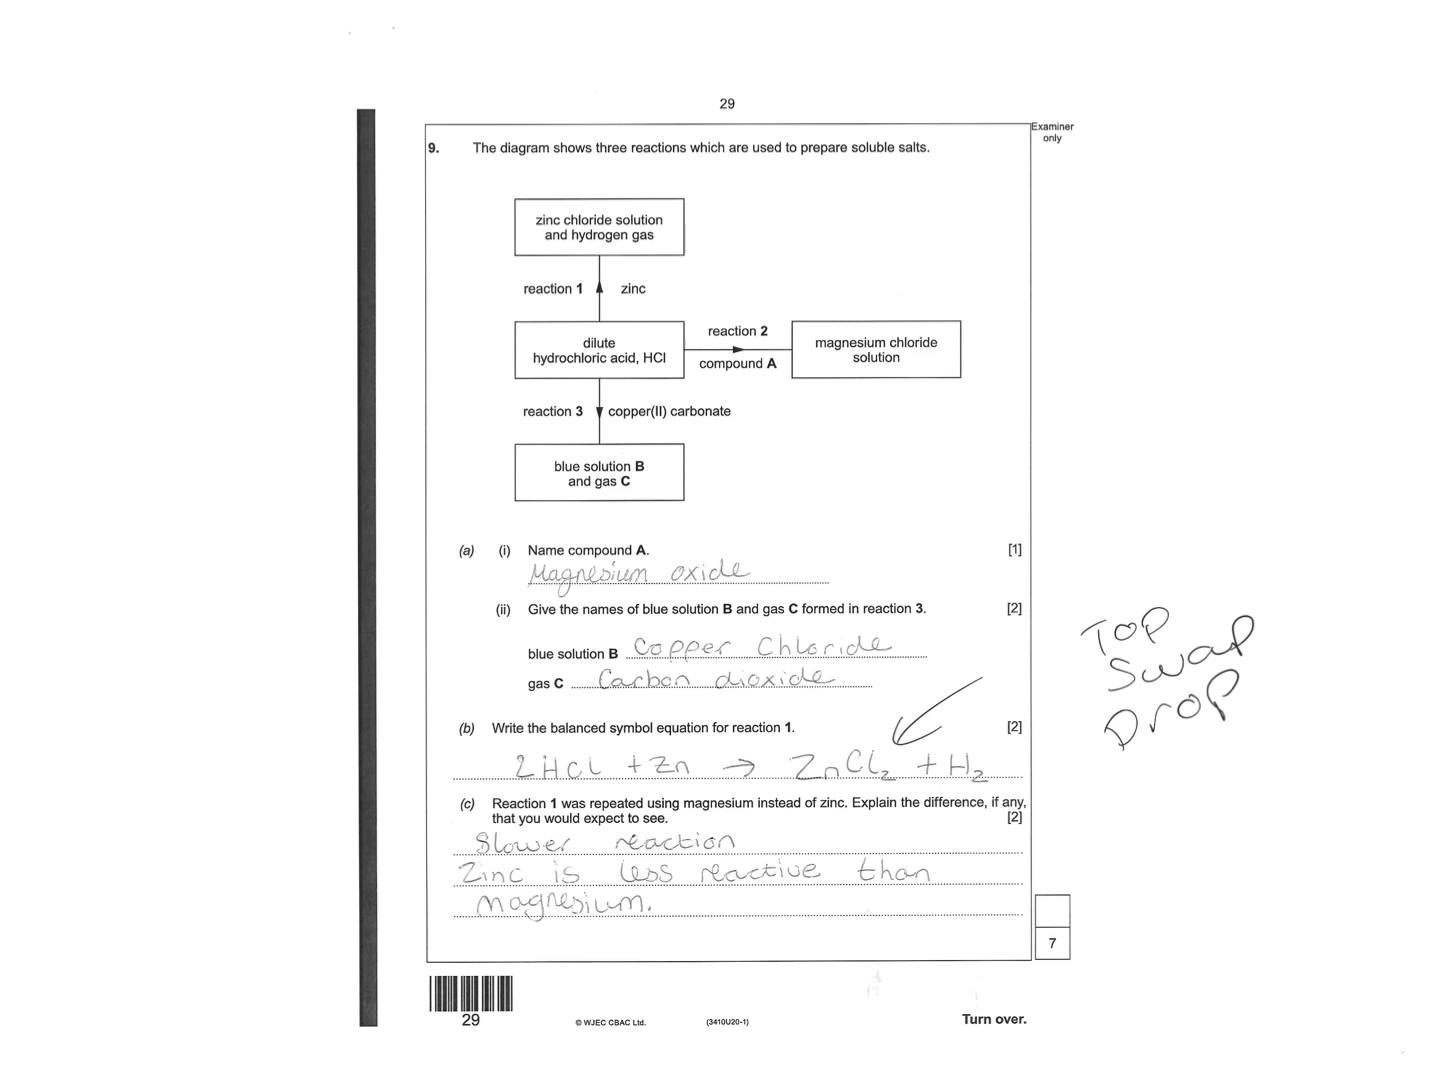 29
Examiner
only
9. The diagram shows three reactions which are used to prepare soluble salts.
zinc chloride solution
and hydrogen gas
reaction 1 zinc
dilute
hydrochloric acid, HCl
reaction 2
compound A
magnesium chloride
solution
reaction 3 copper(II) carbonate
blue solution B
and gas C
(a) (i) Name compound A. [1]
Magnesium oxide
(ii) Give the names of blue solution B and gas C formed in reaction 3. [2]
blue solution B Copper Chloride
gas C Carbon dioxide
TOP
SWAP
DROP
(b) Write the balanced symbol equation for reaction 1. [2]
2HCl + Zn → ZnCl₂ + H₂
(c) Reaction 1 was repeated using magnesium instead of zinc. Explain the difference, if any,
that you would expect to see. [2]
Slower reaction
Zinc is less reactive than
magnesium.
7
29
© WJEC CBAC Ltd. (3410U20-1) Turn over.